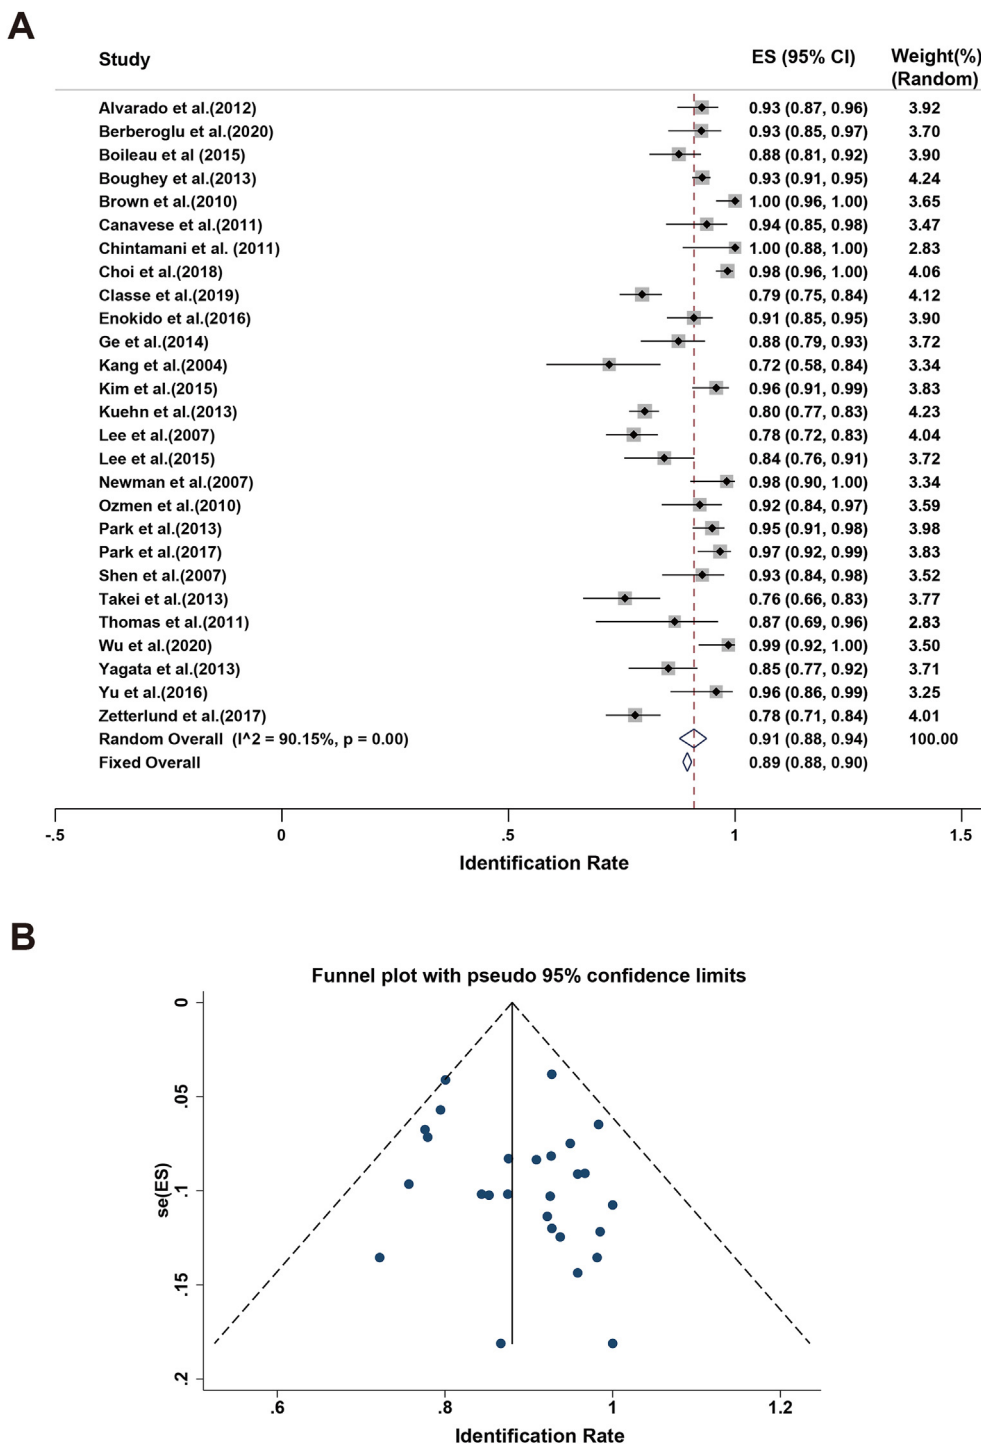 A
Study ES (95% CI) Weight(%)
(Random)
Alvarado et al.(2012) 0.93 (0.87, 0.96) 3.92
Berberoglu et al.(2020) 0.93 (0.85, 0.97) 3.70
Boileau et al (2015) 0.88 (0.81, 0.92) 3.90
Boughey et al.(2013) 0.93 (0.91, 0.95) 4.24
Brown et al.(2010) 1.00 (0.96, 1.00) 3.65
Canavese et al.(2011) 0.94 (0.85, 0.98) 3.47
Chintamani et al. (2011) 1.00 (0.88, 1.00) 2.83
Choi et al.(2018) 0.98 (0.96, 1.00) 4.06
Classe et al.(2019) 0.79 (0.75, 0.84) 4.12
Enokido et al.(2016) 0.91 (0.85, 0.95) 3.90
Ge et al.(2014) 0.88 (0.79, 0.93) 3.72
Kang et al.(2004) 0.72 (0.58, 0.84) 3.34
Kim et al.(2015) 0.96 (0.91, 0.99) 3.83
Kuehn et al.(2013) 0.80 (0.77, 0.83) 4.23
Lee et al.(2007) 0.78 (0.72, 0.83) 4.04
Lee et al.(2015) 0.84 (0.76, 0.91) 3.72
Newman et al.(2007) 0.98 (0.90, 1.00) 3.34
Ozmen et al.(2010) 0.92 (0.84, 0.97) 3.59
Park et al.(2013) 0.95 (0.91, 0.98) 3.98
Park et al.(2017) 0.97 (0.92, 0.99) 3.83
Shen et al.(2007) 0.93 (0.84, 0.98) 3.52
Takei et al.(2013) 0.76 (0.66, 0.83) 3.77
Thomas et al.(2011) 0.87 (0.69, 0.96) 2.83
Wu et al.(2020) 0.99 (0.92, 1.00) 3.50
Yagata et al.(2013) 0.85 (0.77, 0.92) 3.71
Yu et al.(2016) 0.96 (0.86, 0.99) 3.25
Zetterlund et al.(2017) 0.78 (0.71, 0.84) 4.01
Random Overall (I^2 = 90.15%, p = 0.00) 0.91 (0.88, 0.94) 100.00
Fixed Overall 0.89 (0.88, 0.90)
-.5 0 .5 1 1.5
Identification Rate
B
Funnel plot with pseudo 95% confidence limits
0
.05
.1
.15
.2
se(ES)
.6 .8 1 1.2
Identification Rate